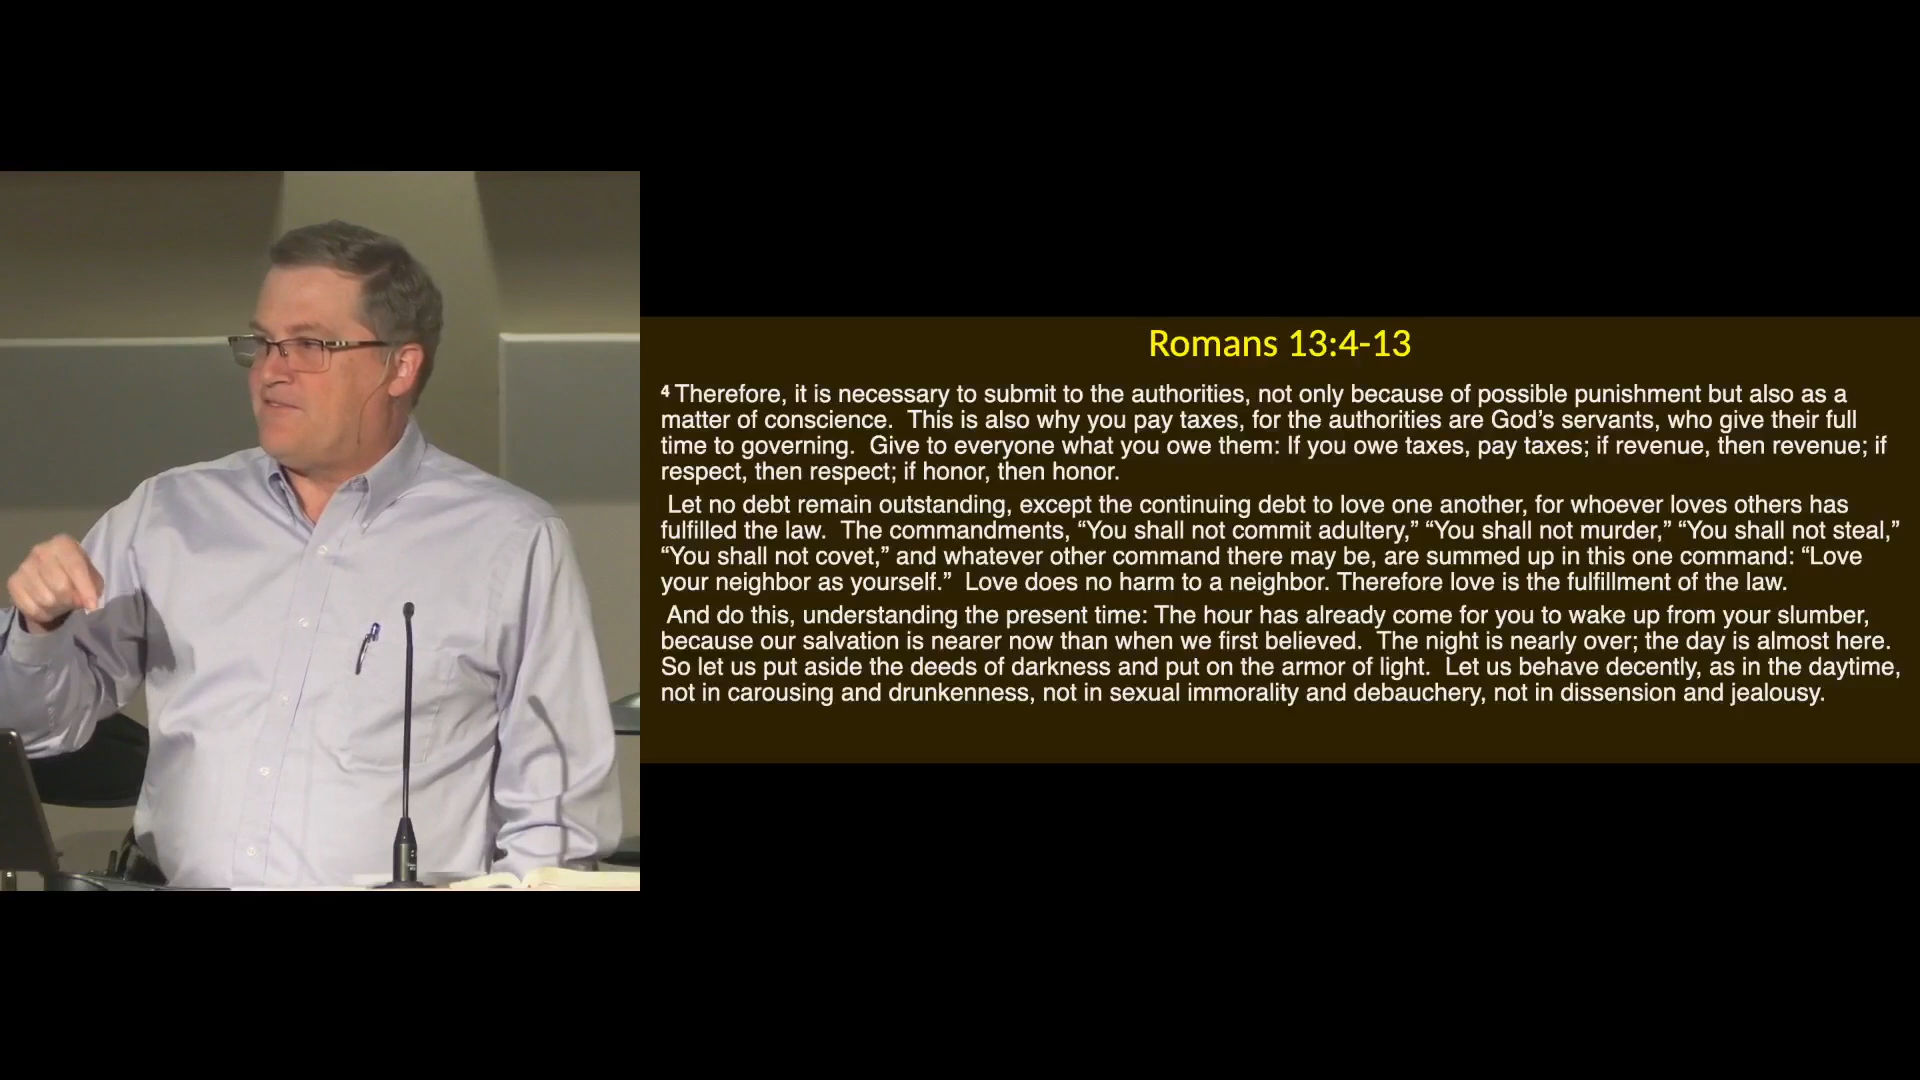 Romans 13:4-13
4 Therefore, it is necessary to submit to the authorities, not only because of possible punishment but also as a
matter of conscience.  This is also why you pay taxes, for the authorities are God’s servants, who give their full
time to governing.  Give to everyone what you owe them: If you owe taxes, pay taxes; if revenue, then revenue; if
respect, then respect; if honor, then honor.
Let no debt remain outstanding, except the continuing debt to love one another, for whoever loves others has
fulfilled the law.  The commandments, “You shall not commit adultery,” “You shall not murder,” “You shall not steal,”
“You shall not covet,” and whatever other command there may be, are summed up in this one command: “Love
your neighbor as yourself.”  Love does no harm to a neighbor. Therefore love is the fulfillment of the law.
And do this, understanding the present time: The hour has already come for you to wake up from your slumber,
because our salvation is nearer now than when we first believed.  The night is nearly over; the day is almost here.
So let us put aside the deeds of darkness and put on the armor of light.  Let us behave decently, as in the daytime,
not in carousing and drunkenness, not in sexual immorality and debauchery, not in dissension and jealousy.